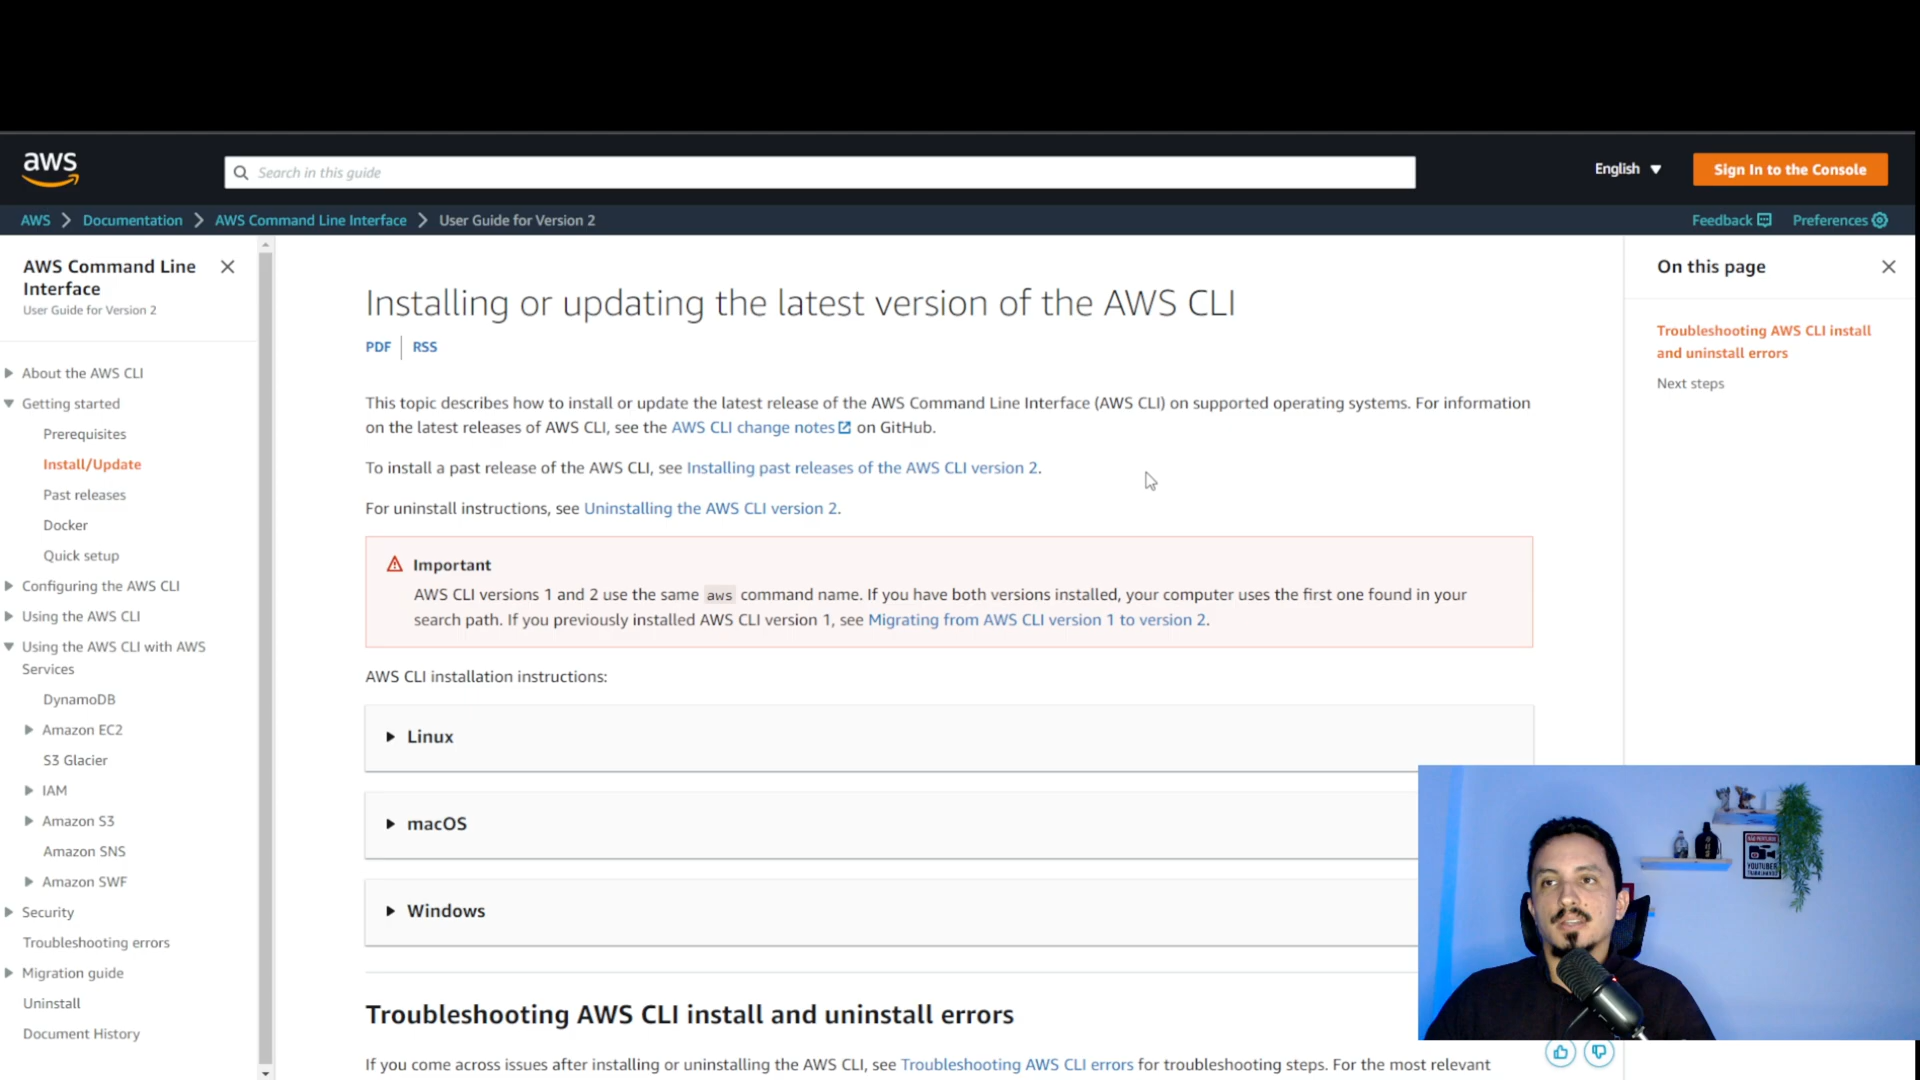 aws
Search in this guide
English
Sign In to the Console
AWS
Documentation
AWS Command Line Interface
User Guide for Version 2
Feedback
Preferences
AWS Command Line
Interface
User Guide for Version 2
About the AWS CLI
Getting started
Prerequisites
Install/Update
Past releases
Docker
Quick setup
Configuring the AWS CLI
Using the AWS CLI
Using the AWS CLI with AWS
Services
DynamoDB
Amazon EC2
S3 Glacier
IAM
Amazon S3
Amazon SNS
Amazon SWF
Security
Troubleshooting errors
Migration guide
Uninstall
Document History
Installing or updating the latest version of the AWS CLI
PDF
RSS
This topic describes how to install or update the latest release of the AWS Command Line Interface (AWS CLI) on supported operating systems. For information
on the latest releases of AWS CLI, see the AWS CLI change notes on GitHub.
To install a past release of the AWS CLI, see Installing past releases of the AWS CLI version 2.
For uninstall instructions, see Uninstalling the AWS CLI version 2.
Important
AWS CLI versions 1 and 2 use the same aws command name. If you have both versions installed, your computer uses the first one found in your
search path. If you previously installed AWS CLI version 1, see Migrating from AWS CLI version 1 to version 2.
AWS CLI installation instructions:
Linux
macOS
Windows
Troubleshooting AWS CLI install and uninstall errors
If you come across issues after installing or uninstalling the AWS CLI, see Troubleshooting AWS CLI errors for troubleshooting steps. For the most relevant
On this page
Troubleshooting AWS CLI install
and uninstall errors
Next steps
YOUTUBER